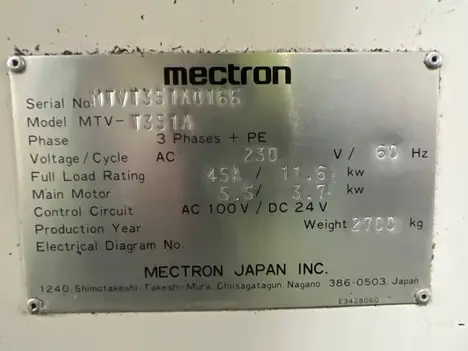 mectron
Serial No. MTVT351A0166
Model MTV-T351A
Phase 3 Phases + PE
Voltage/Cycle AC 230 V/ 60 Hz
Full Load Rating 45A / 11.6 kw
Main Motor 5.5 / 3.7 kw
Control Circuit AC 100V / DC 24V
Production Year Weight 2700 kg
Electrical Diagram No.
MECTRON JAPAN INC.
1240, Shimotakeshi, Takeshi-Mura, Chiisagatagun, Nagano 386-0503, Japan
E3428060